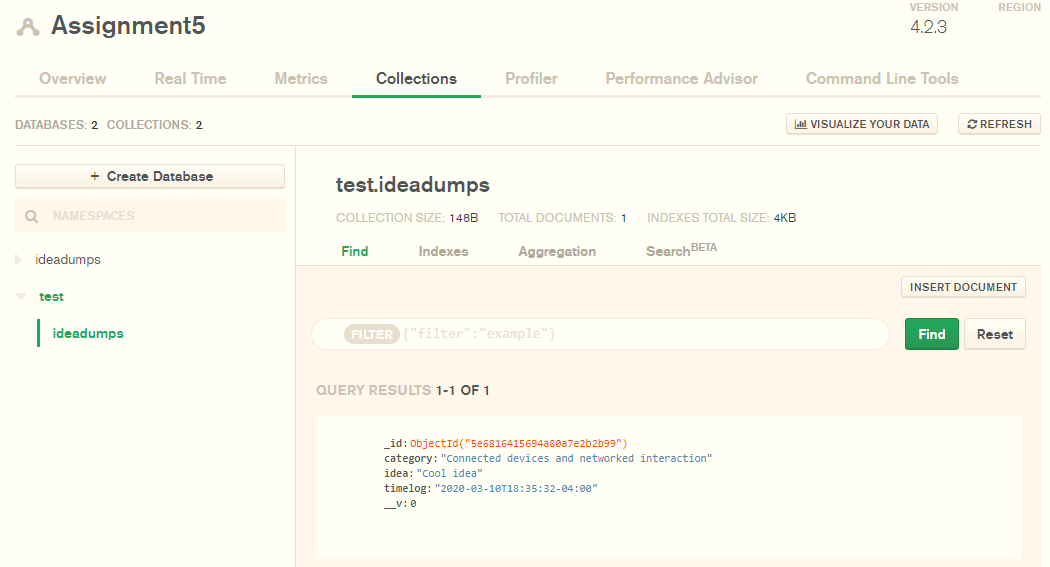 Assignment5
VERSION
REGION
4.2.3
Overview Real Time Metrics Collections Profiler Performance Advisor Command Line Tools
DATABASES: 2 COLLECTIONS: 2
VISUALIZE YOUR DATA
REFRESH
+ Create Database
NAMESPACES
ideadumps
test
ideadumps
test.ideadumps
COLLECTION SIZE: 148B TOTAL DOCUMENTS: 1 INDEXES TOTAL SIZE: 4KB
Find Indexes Aggregation Search BETA
INSERT DOCUMENT
FILTER {"filter":"example"}
Find
Reset
QUERY RESULTS 1-1 OF 1
_id:ObjectId("5e6816415694a80a7e2b2b99")
category:"Connected devices and networked interaction"
idea:"Cool idea"
timelog:"2020-03-10T18:35:32-04:00"
__v:0